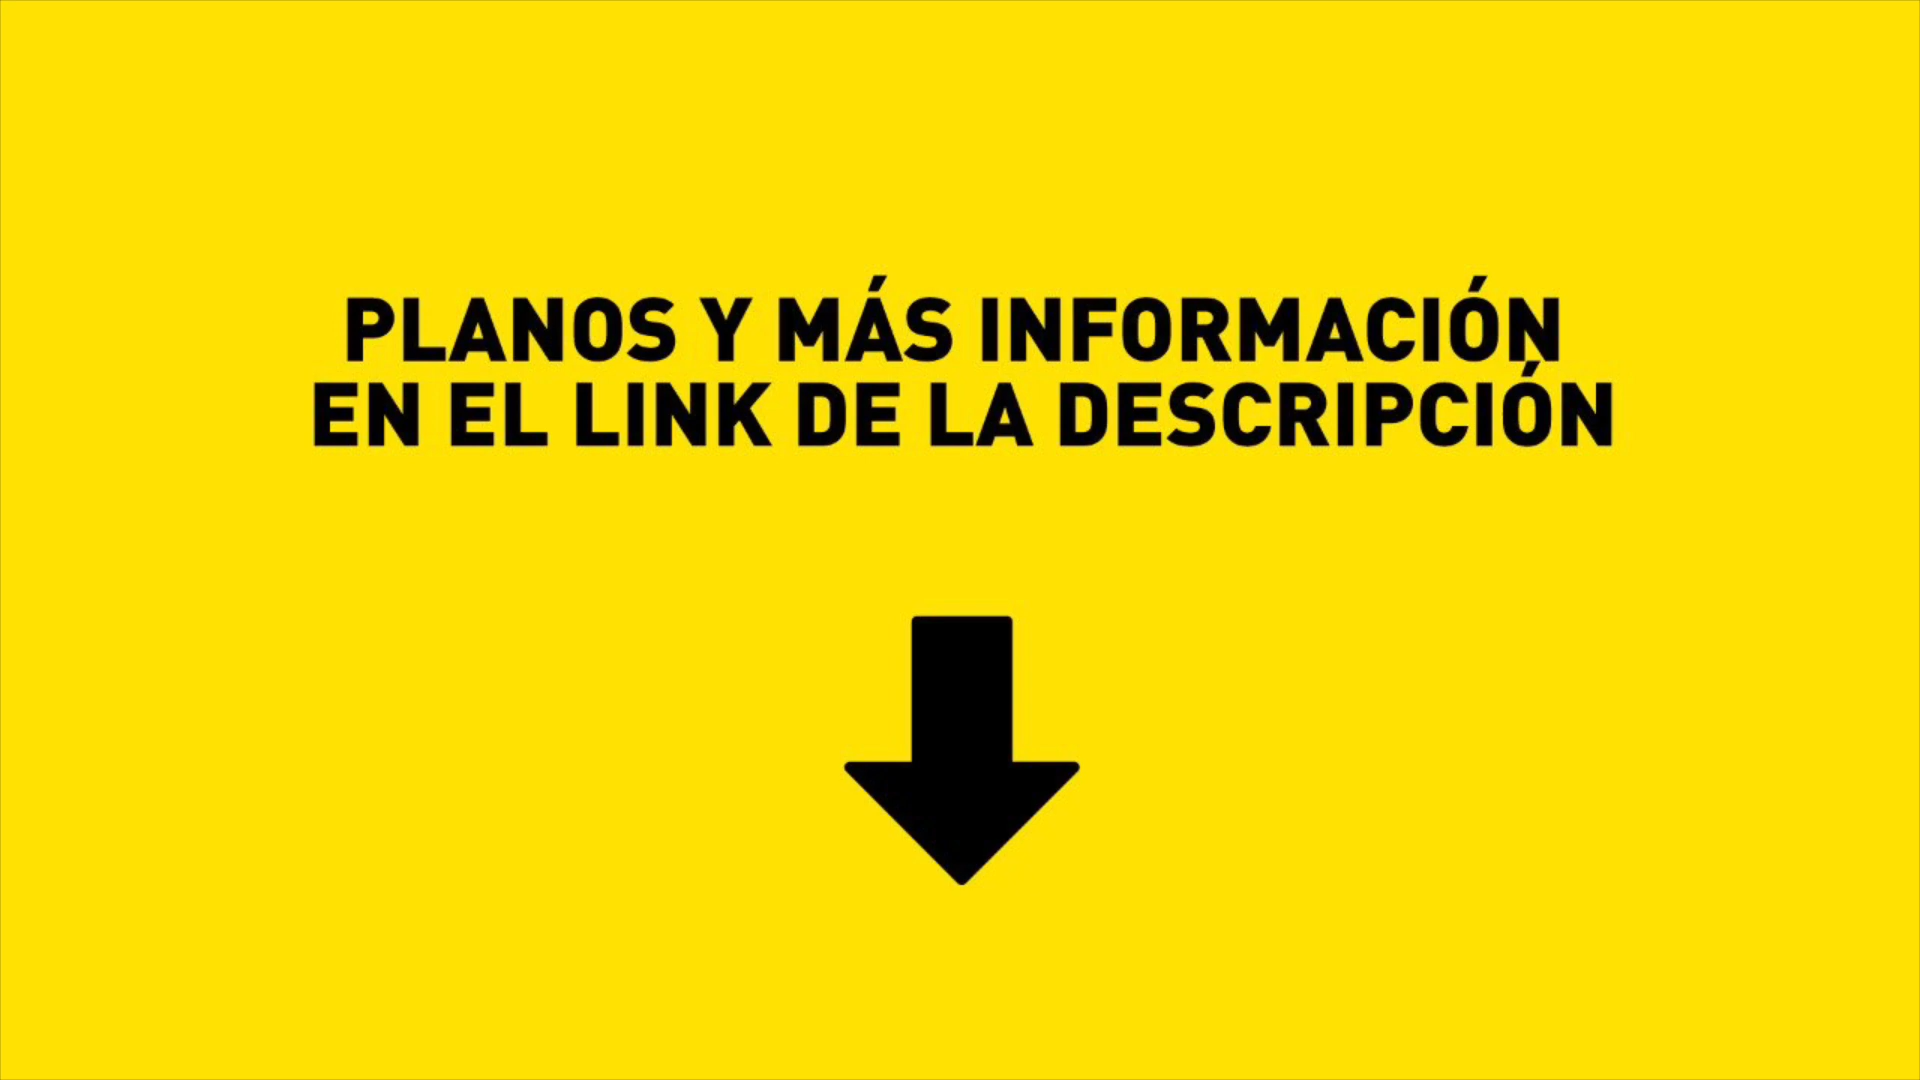 PLANOS Y MÁS INFORMACIÓN
EN EL LINK DE LA DESCRIPCIÓN